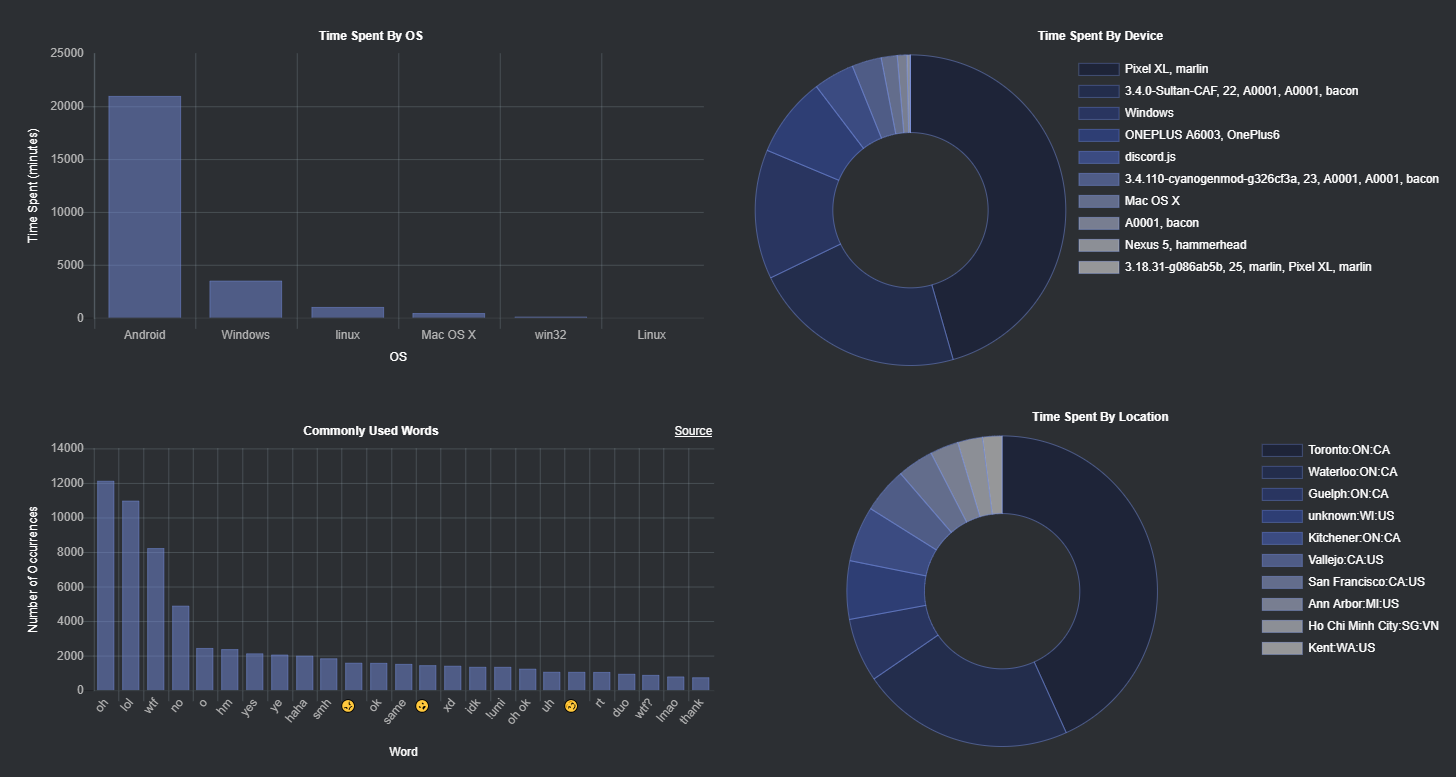 Time Spent By OS
25000
20000
15000
10000
5000
0
Time Spent (minutes)
Android
Windows
linux
Mac OS X
win32
Linux
OS
Time Spent By Device
Pixel XL, marlin
3.4.0-Sultan-CAF, 22, A0001, A0001, bacon
Windows
ONEPLUS A6003, OnePlus6
discord.js
3.4.110-cyanogenmod-g326cf3a, 23, A0001, A0001, bacon
Mac OS X
A0001, bacon
Nexus 5, hammerhead
3.18.31-g086ab5b, 25, marlin, Pixel XL, marlin
Commonly Used Words
Source
14000
12000
10000
8000
6000
4000
2000
0
Number of Occurrences
oh
lol
wtf
no
o
hm
yes
ye
haha
smh
ok
same
xd
idk
lumi
oh ok
uh
rt
duo
wtf?
lmao
thank
Word
Time Spent By Location
Toronto:ON:CA
Waterloo:ON:CA
Guelph:ON:CA
unknown:WI:US
Kitchener:ON:CA
Vallejo:CA:US
San Francisco:CA:US
Ann Arbor:MI:US
Ho Chi Minh City:SG:VN
Kent:WA:US